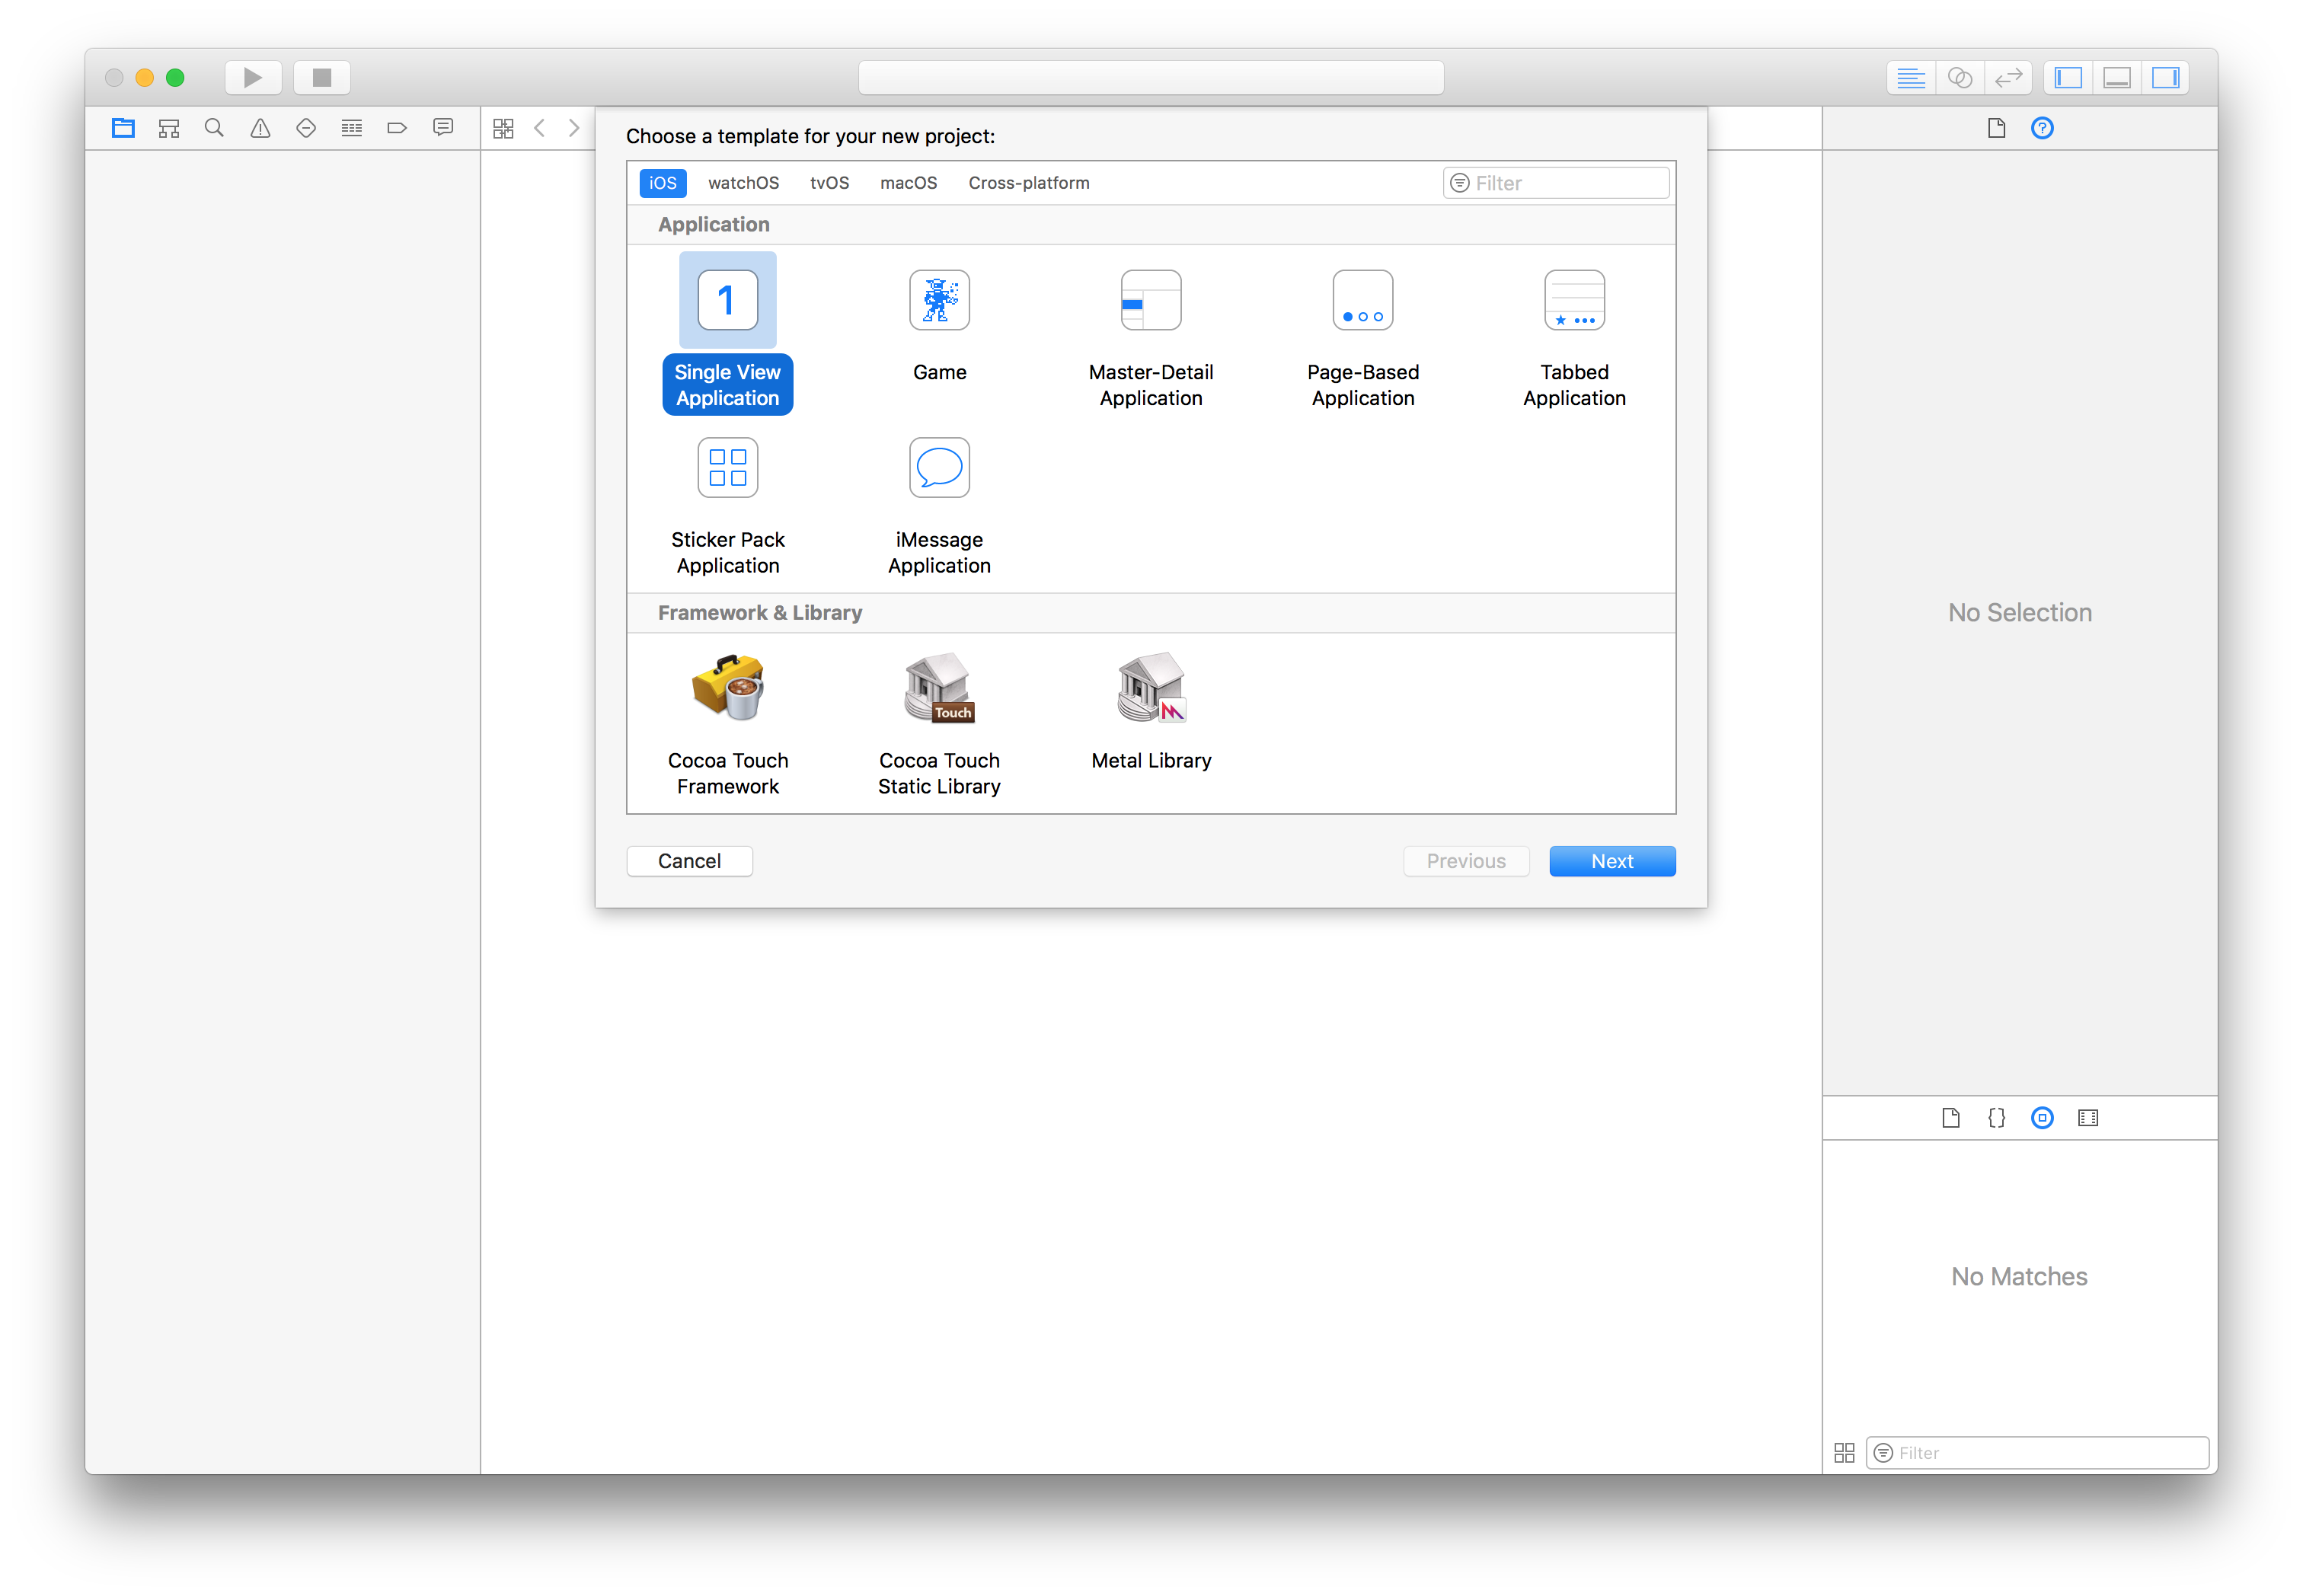 Choose a template for your new project:
iOS watchOS tvOS macOS Cross-platform Filter
Application
1
Single View
Application
Game
Master-Detail
Application
Page-Based
Application
Tabbed
Application
Sticker Pack
Application
iMessage
Application
Framework & Library
Touch
Cocoa Touch
Framework
Cocoa Touch
Static Library
Metal Library
Cancel Previous Next
No Selection
{}
No Matches
Filter